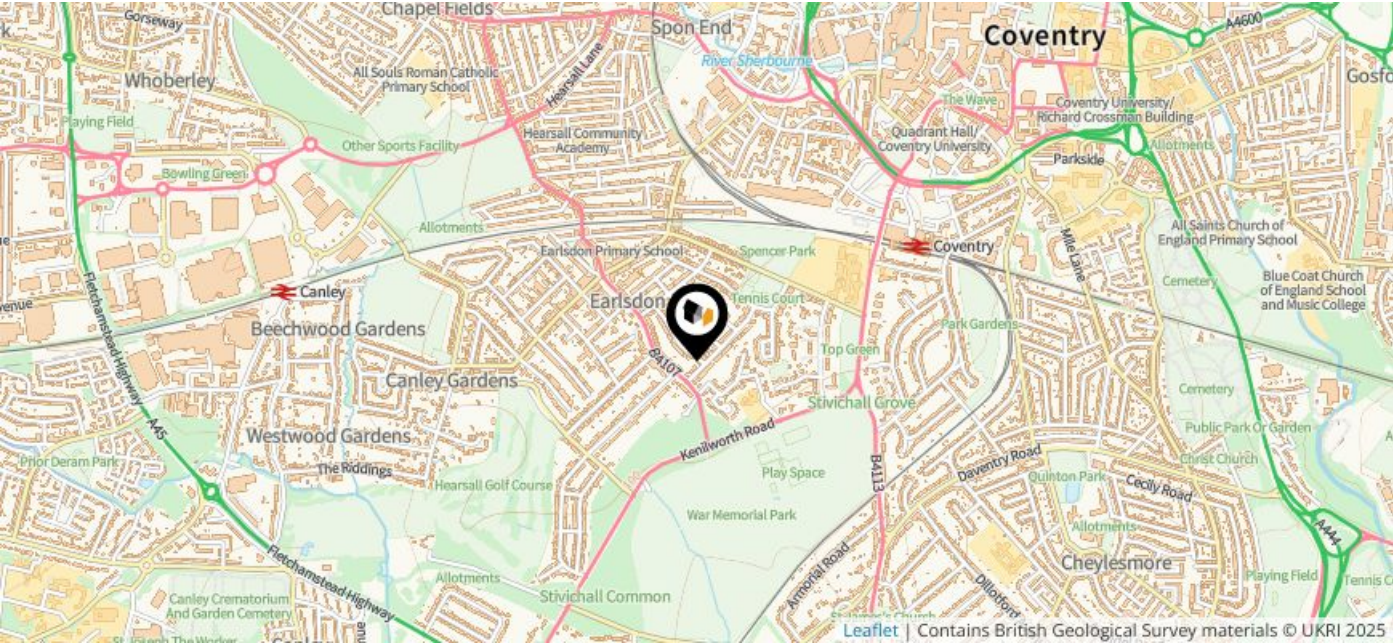 Chapel Fields
Gorseway
Spon End
Coventry
A4600
River Sherbourne
Whoberley
All Souls Roman Catholic
Primary School
Hearsall Lane
The Wave
Coventry University/
Richard Crossman Building
Playing Field
Hearsall Community
Academy
Quadrant Hall/
Coventry University
Other Sports Facility
Parkside
Allotments
Bowling Green
Allotments
Earlsdon Primary School
Spencer Park
Coventry
Mile Lane
All Saints Church of
England Primary School
Canley
Earlsdon
Tennis Court
Cemetery
Blue Coat Church
of England School
and Music College
Beechwood Gardens
Park Gardens
Fletchamstead Highway
A45
B4107
Top Green
Canley Gardens
Stivichall Grove
Cemetery
Westwood Gardens
Kenilworth Road
Public Park Or Garden
The Riddings
Prior Deram Park
B4113
Daventry Road
Christ Church
Play Space
Quinton Park
Cecily Road
Hearsall Golf Course
War Memorial Park
Allotments
A444
Fletchamstead Highway
Armorial Road
Cheylesmore
Allotments
Dillotford
Playing Field
Canley Crematorium
And Garden Cemetery
Stivichall Common
St James's Church
St Joseph The Worker
Leaflet | Contains British Geological Survey materials © UKRI 2025